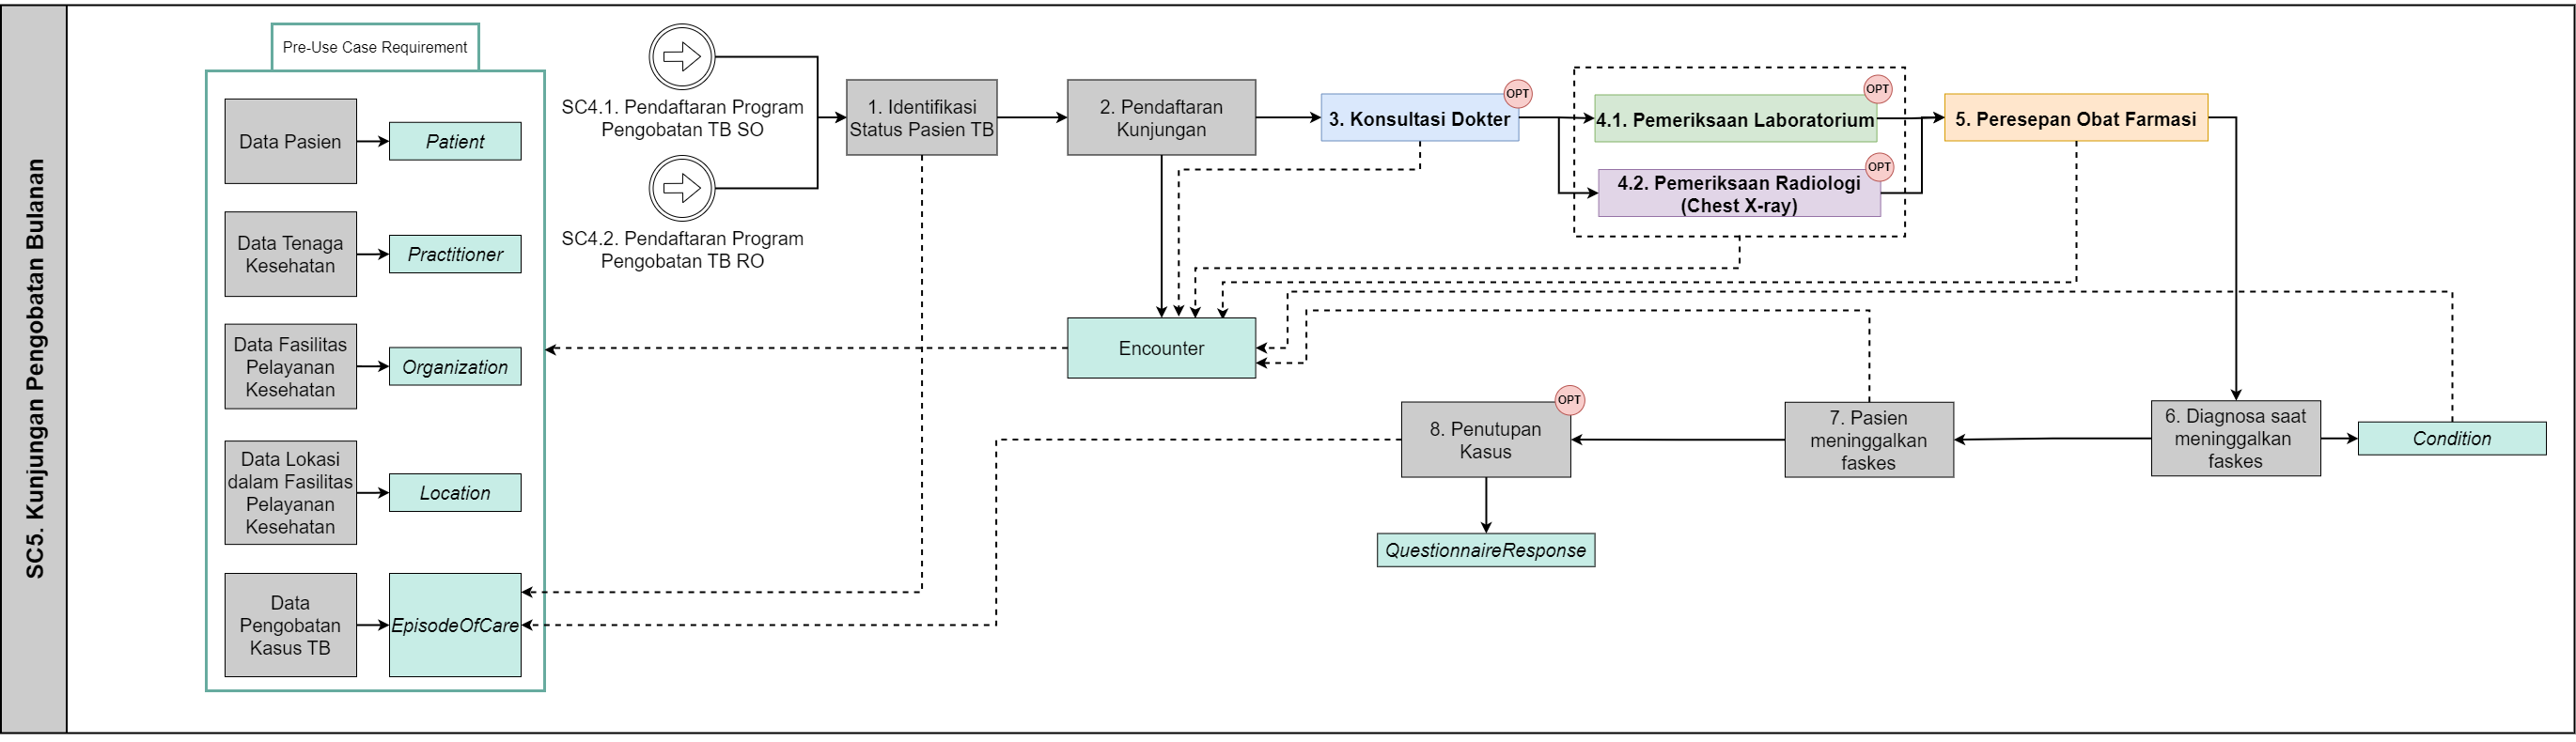 SC5. Kunjungan Pengobatan Bulanan
Pre-Use Case Requirement
Data Pasien
Patient
Data Tenaga
Kesehatan
Practitioner
Data Fasilitas
Pelayanan
Kesehatan
Organization
Data Lokasi
dalam Fasilitas
Pelayanan
Kesehatan
Location
Data
Pengobatan
Kasus TB
EpisodeOfCare
SC4.1. Pendaftaran Program
Pengobatan TB SO
SC4.2. Pendaftaran Program
Pengobatan TB RO
1. Identifikasi
Status Pasien TB
2. Pendaftaran
Kunjungan
OPT
3. Konsultasi Dokter
OPT
4.1. Pemeriksaan Laboratorium
OPT
4.2. Pemeriksaan Radiologi
(Chest X-ray)
5. Peresepan Obat Farmasi
Encounter
6. Diagnosa saat
meninggalkan
faskes
Condition
7. Pasien
meninggalkan
faskes
OPT
8. Penutupan
Kasus
QuestionnaireResponse